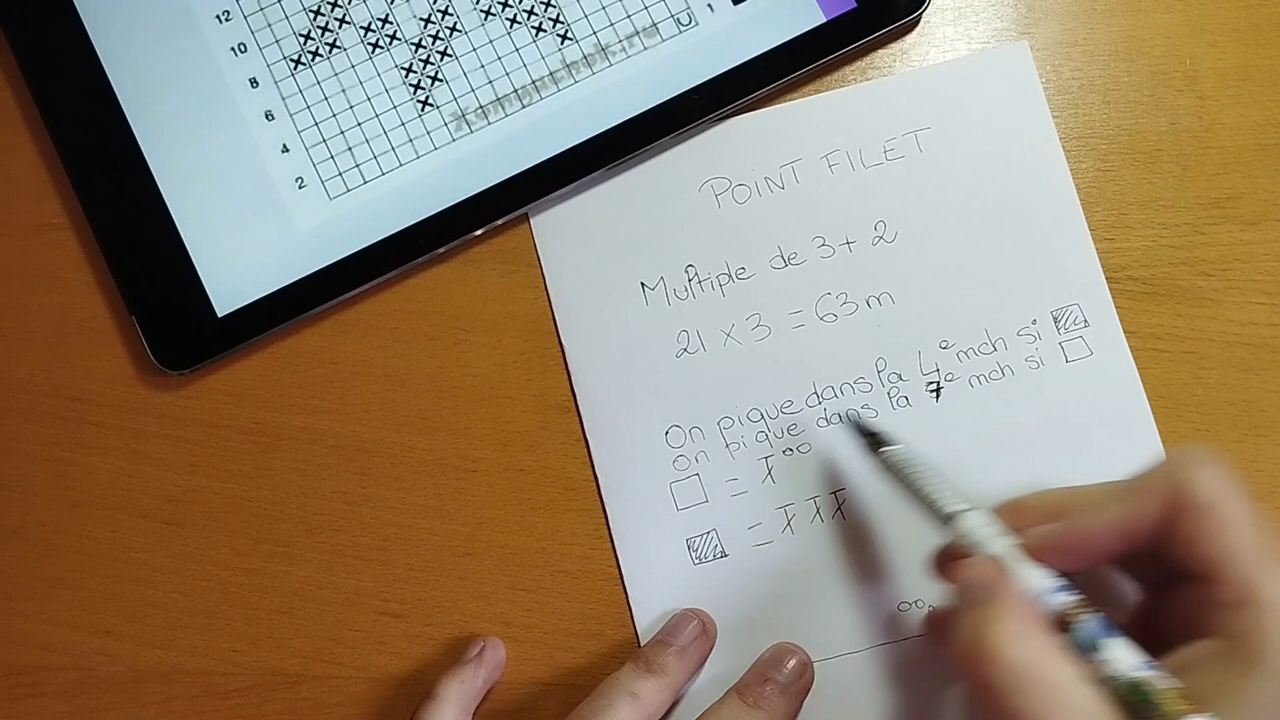 12
10
8
6
4
2
1
POINT FILET
Multiple de 3 + 2
21 x 3 = 63 m
On pique dans la 4e mch si
On pique dans la 7e mch si
=
=